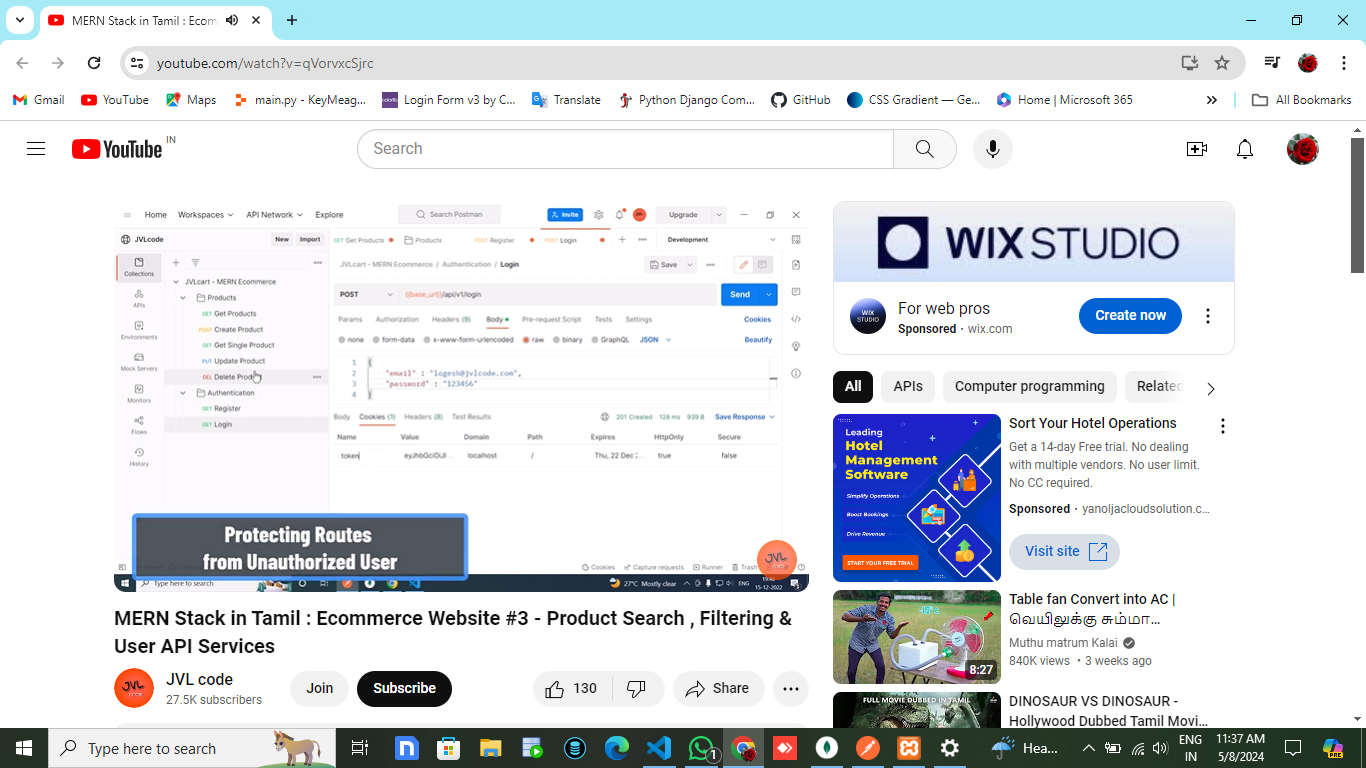 MERN Stack in Tamil : Ecom
youtube.com/watch?v=qVorvxcSjrc
Gmail
YouTube
Maps
main.py - KeyMeag...
Login Form v3 by C...
Translate
Python Django Com...
GitHub
CSS Gradient — Ge...
Home | Microsoft 365
All Bookmarks
YouTube IN
Search
Home Workspaces API Network Explore Search Postman Invite Upgrade
JVLcode New Import GET Get Products Products POST Register POST Login Development
Collections
APIs
Environments
Mock Servers
Monitors
Flows
History
JVLcart - MERN Ecommerce
Products
GET Get Products
POST Create Product
GET Get Single Product
PUT Update Product
DEL Delete Product
Authentication
GET Register
GET Login
JVLcart - MERN Ecommerce / Authentication / Login Save
POST {{base_url}}/api/v1/login Send
Params Authorization Headers (9) Body Pre-request Script Tests Settings Cookies
none form-data x-www-form-urlencoded raw binary GraphQL JSON Beautify
1 {
2 "email" : "logesh@jvlcode.com",
3 "password" : "123456"
4 }
Body Cookies (1) Headers (8) Test Results 201 Created 128 ms 939 B Save Response
Name Value Domain Path Expires HttpOnly Secure
token eyJhbGciOiJI ... localhost / Thu, 22 Dec 2... true false
Protecting Routes
from Unauthorized User
JVL
CODE
Cookies Capture requests Runner Trash
Type here to search 27°C Mostly clear ENG 19:46
15-12-2022
MERN Stack in Tamil : Ecommerce Website #3 - Product Search , Filtering &
User API Services
JVL
CODE
JVL code
27.5K subscribers
Join
Subscribe
130
Share
WIX STUDIO
WIX
STUDIO
For web pros
Sponsored · wix.com
Create now
All APIs Computer programming Related
Leading
Hotel
Management
Software
Simplify Operations
Boost Bookings
Drive Revenue
START YOUR FREE TRIAL
Sort Your Hotel Operations
Get a 14-day Free trial. No dealing
with multiple vendors. No user limit.
No CC required.
Sponsored · yanoljacloudsolution.c...
Visit site
-15°c
8:27
Table fan Convert into AC |
வெயிலுக்கு சும்மா...
Muthu matrum Kalai
840K views • 3 weeks ago
FULL MOVIE DUBBED IN TAMIL
DINOSAUR VS DINOSAUR -
Hollywood Dubbed Tamil Movi...
Type here to search
1
Hea...
ENG
IN
11:37 AM
5/8/2024
PRE